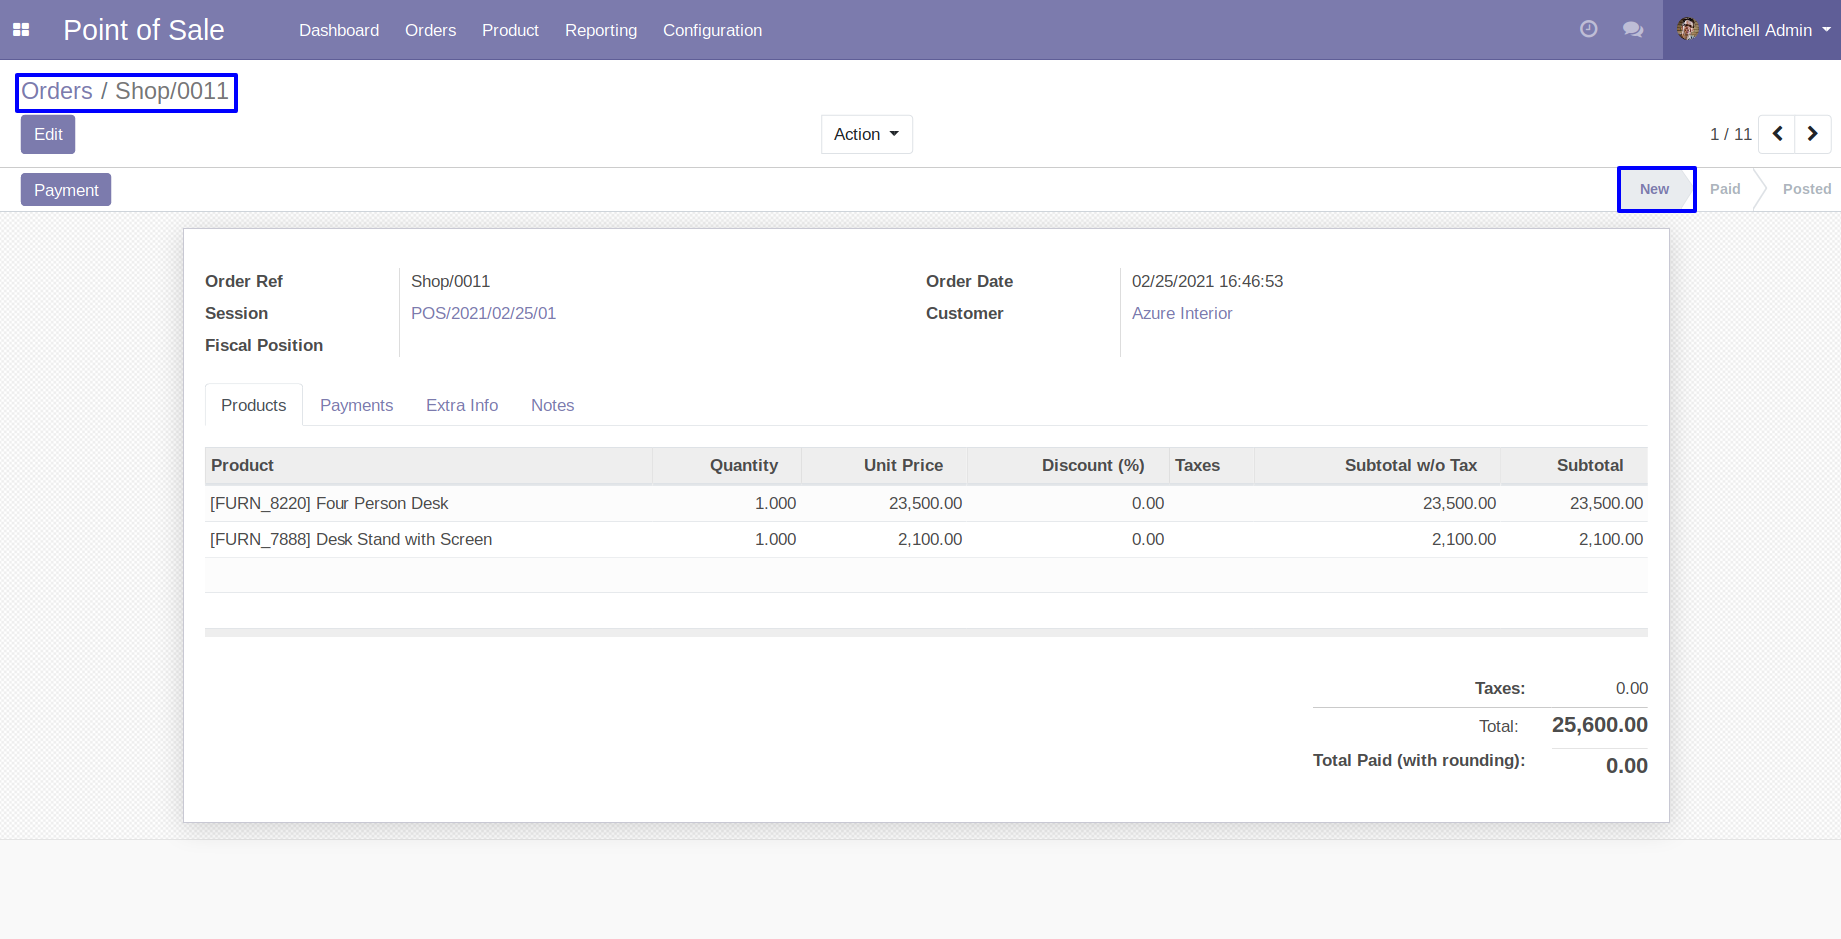 Point of Sale Dashboard Orders Product Reporting Configuration Mitchell Admin
Orders / Shop/0011
Edit Action 1 / 11
Payment New Paid Posted
Order Ref Shop/0011 Order Date 02/25/2021 16:46:53
Session POS/2021/02/25/01 Customer Azure Interior
Fiscal Position
Products Payments Extra Info Notes
Product Quantity Unit Price Discount (%) Taxes Subtotal w/o Tax Subtotal
[FURN_8220] Four Person Desk 1.000 23,500.00 0.00 23,500.00 23,500.00
[FURN_7888] Desk Stand with Screen 1.000 2,100.00 0.00 2,100.00 2,100.00
Taxes: 0.00
Total: 25,600.00
Total Paid (with rounding): 0.00